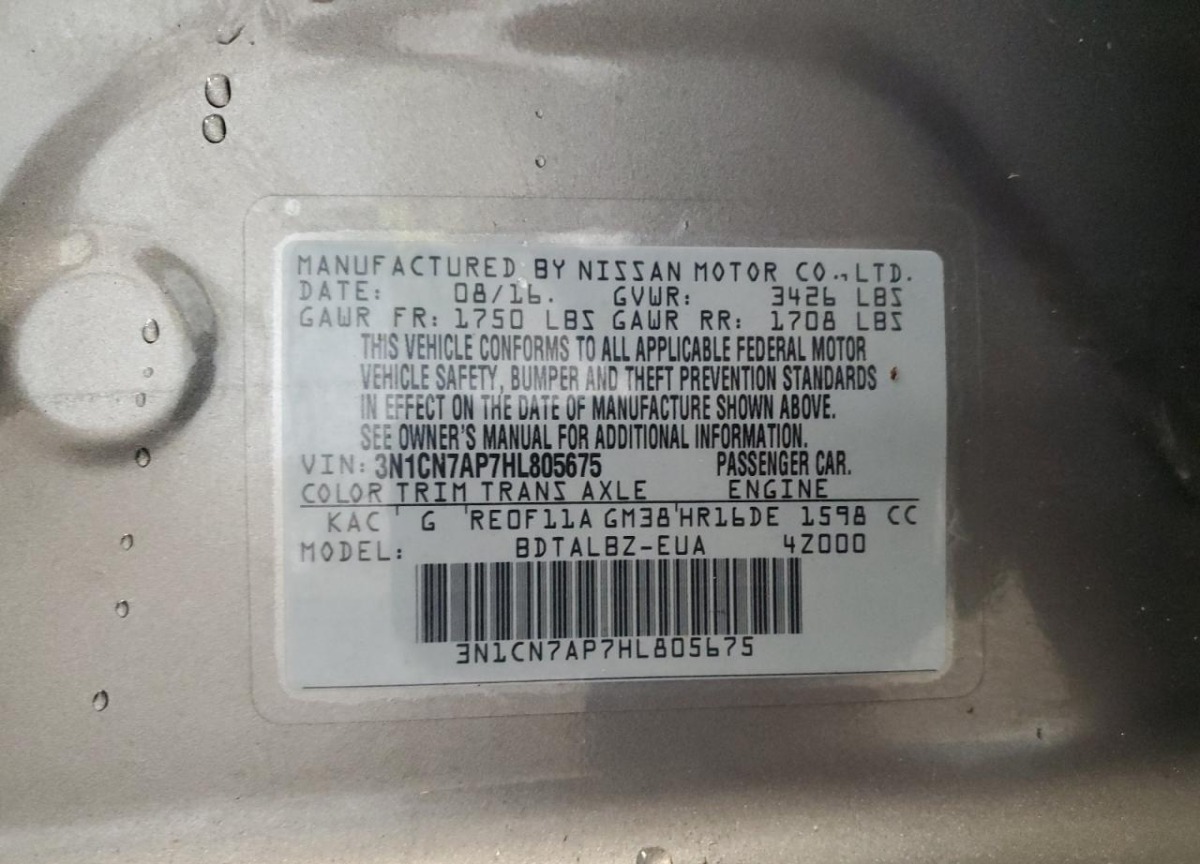 MANUFACTURED BY NISSAN MOTOR CO.,LTD.
DATE: 08/16. GVWR: 3426 LBS
GAWR FR: 1750 LBS GAWR RR: 1708 LBS
THIS VEHICLE CONFORMS TO ALL APPLICABLE FEDERAL MOTOR
VEHICLE SAFETY, BUMPER AND THEFT PREVENTION STANDARDS
IN EFFECT ON THE DATE OF MANUFACTURE SHOWN ABOVE.
SEE OWNER'S MANUAL FOR ADDITIONAL INFORMATION.
VIN: 3N1CN7AP7HL805675 PASSENGER CAR.
COLOR TRIM TRANS AXLE ENGINE
KAC G RE0F11A GM38 HR16DE 1598 CC
MODEL: BDTALBZ-EUA 4Z000
3N1CN7AP7HL805675